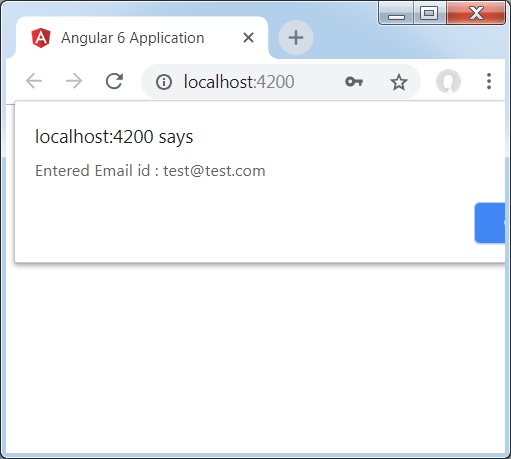 Angular 6 Application
localhost:4200
localhost:4200 says
Entered Email id : test@test.com